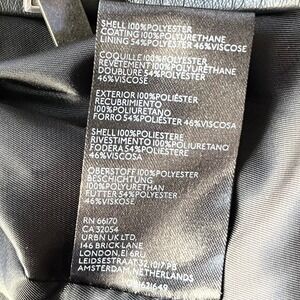 SHELL 100%POLYESTER
COATING 100%POLYURETHANE
LINING 54%POLYESTER 46%VISCOSE
COQUILLE 100%POLYESTER
REVETEMENT 100%POLYURETHANE
DOUBLURE 54%POLYESTER
46%VISCOSE
EXTERIOR 100%POLIÉSTER
RECUBRIMIENTO
100%POLIURETANO
FORRO 54%POLIÉSTER 46%VISCOSA
SHELL 100%POLIESTERE
RIVESTIMENTO 100%POLIURETANO
FODERA 54%POLIESTERE
46%VISCOSA
OBERSTOFF 100%POLYESTER
BESCHICHTUNG
100%POLYURETHAN
FUTTER 54%POLYESTER
46%VISKOSE
RN 66170
CA 32054
URBN UK LTD,
146 BRICK LANE
LONDON, E1 6RU
LEIDSESTRAAT 32, 1017 PB
AMSTERDAM NETHERLANDS